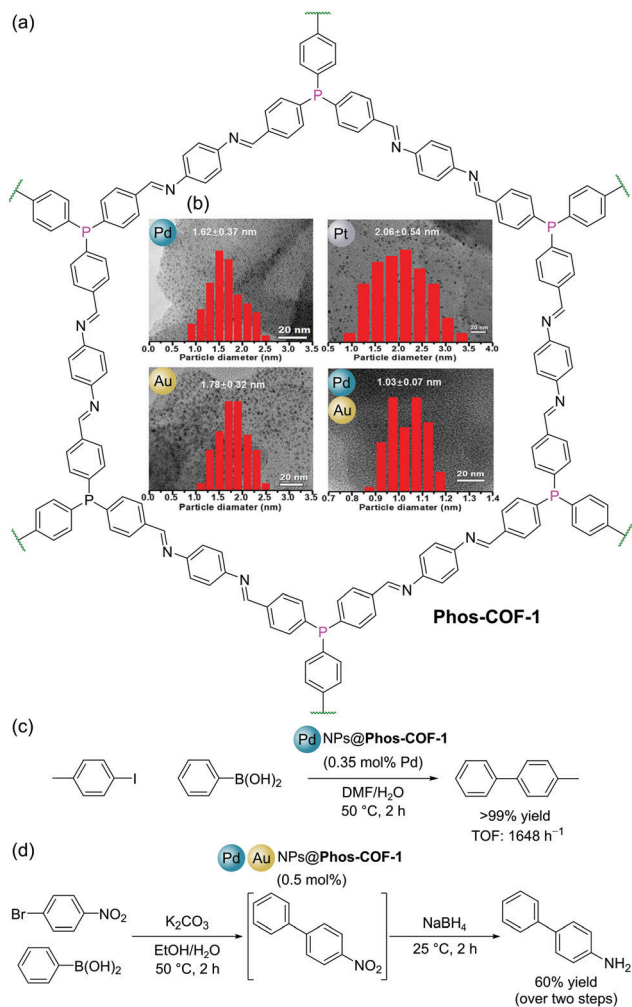 (a)
P
P
P
P
P
P
N
N
N
N
N
N
N
N
N
N
N
N
(b)
Pd
1.62±0.37 nm
20 nm
0.0 0.5 1.0 1.5 2.0 2.5 3.0 3.5
Particle diameter (nm)
Pt
2.06±0.54 nm
20 nm
0.5 1.0 1.5 2.0 2.5 3.0 3.5 4.0
Particle diameter (nm)
Au
1.78±0.32 nm
20 nm
0.0 0.5 1.0 1.5 2.0 2.5 3.0 3.5
Particle diamater (nm)
Pd
Au
1.03±0.07 nm
20 nm
0.7 0.9 1.0 1.1 1.2 1.4
Particle diameter (nm)
Phos-COF-1
(c)
Pd NPs@Phos-COF-1
(0.35 mol% Pd)
I
B(OH)2
DMF/H2O
50 °C, 2 h
>99% yield
TOF: 1648 h−1
(d)
Pd Au NPs@Phos-COF-1
(0.5 mol%)
Br
NO2
B(OH)2
K2CO3
EtOH/H2O
50 °C, 2 h
NO2
NaBH4
25 °C, 2 h
NH2
60% yield
(over two steps)